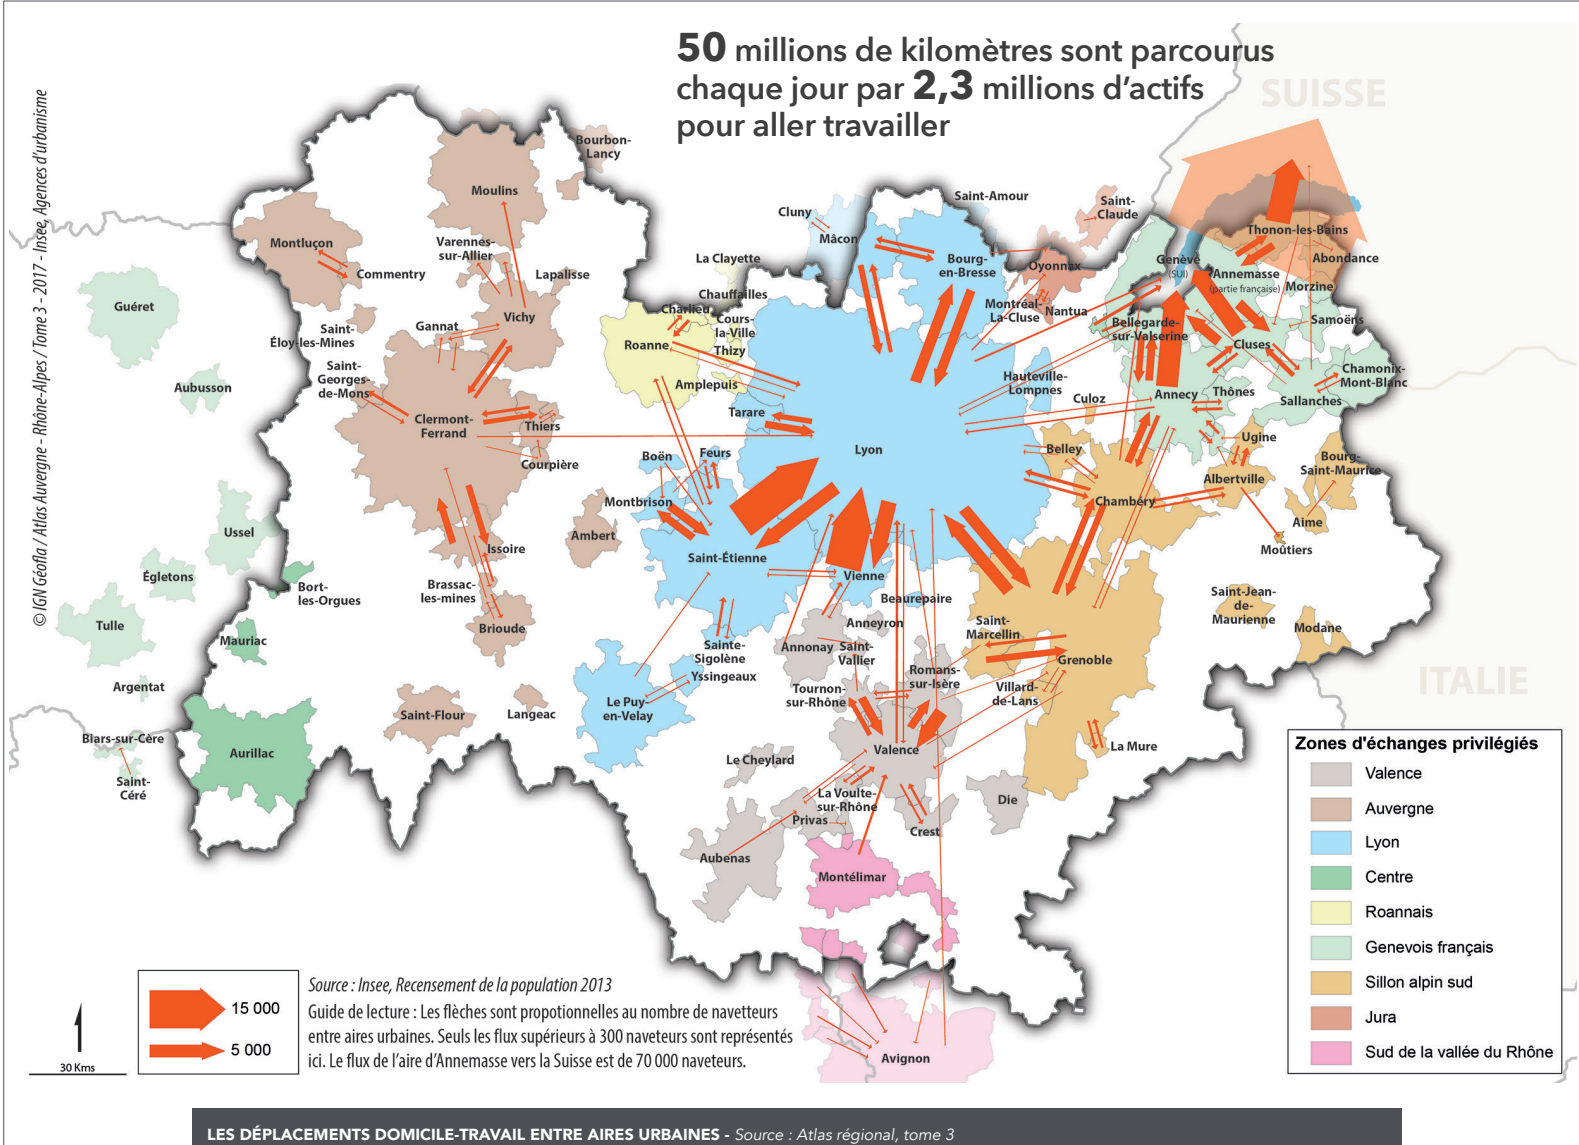 50 millions de kilomètres sont parcourus
chaque jour par 2,3 millions d'actifs
pour aller travailler
© IGN Géofla / Atlas Auvergne - Rhône-Alpes / Tome 3 - 2017 - Insee, Agences d'urbanisme
SUISSE
ITALIE
Bourbon-
Lancy
Moulins
Montluçon
Commentry
Varennes-
sur-Allier
Lapalisse
Vichy
Gannat
Saint-
Éloy-les-Mines
Saint-
Georges-
de-Mons
Clermont-
Ferrand
Thiers
Courpière
Guéret
Aubusson
Ussel
Égletons
Tulle
Argentat
Biars-sur-Cère
Saint-
Céré
Bort-
les-Orgues
Mauriac
Aurillac
Issoire
Brassac-
les-mines
Brioude
Ambert
Saint-Flour
Langeac
Cluny
Mâcon
Saint-Amour
Bourg-
en-Bresse
Saint-
Claude
Oyonnax
Montréal-
La-Cluse
Nantua
La Clayette
Chauffailles
Charlieu
Cours-
la-Ville
Roanne
Thizy
Amplepuis
Tarare
Lyon
Hauteville-
Lompnes
Culoz
Belley
Bellegarde-
sur-Valserine
Genève
(SUI)
Annemasse
(partie française)
Thonon-les-Bains
Abondance
Morzine
Samoëns
Cluses
Chamonix-
Mont-Blanc
Sallanches
Thônes
Annecy
Ugine
Albertville
Bourg-
Saint-Maurice
Aime
Moûtiers
Chambéry
Saint-Jean-
de-
Maurienne
Modane
Boën
Feurs
Montbrison
Saint-Étienne
Vienne
Beaurepaire
Sainte-
Sigolène
Yssingeaux
Le Puy-
en-Velay
Annonay
Anneyron
Saint-
Vallier
Tournon-
sur-Rhône
Romans-
sur-Isère
Saint-
Marcellin
Grenoble
Villard-
de-Lans
La Mure
Valence
Le Cheylard
La Voulte-
sur-Rhône
Privas
Crest
Die
Aubenas
Montélimar
Avignon
Zones d'échanges privilégiés
Valence
Auvergne
Lyon
Centre
Roannais
Genevois français
Sillon alpin sud
Jura
Sud de la vallée du Rhône
30 Kms
15 000
5 000
Source : Insee, Recensement de la population 2013
Guide de lecture : Les flèches sont propotionnelles au nombre de navetteurs
entre aires urbaines. Seuls les flux supérieurs à 300 naveteurs sont représentés
ici. Le flux de l'aire d'Annemasse vers la Suisse est de 70 000 naveteurs.
LES DÉPLACEMENTS DOMICILE-TRAVAIL ENTRE AIRES URBAINES - Source : Atlas régional, tome 3